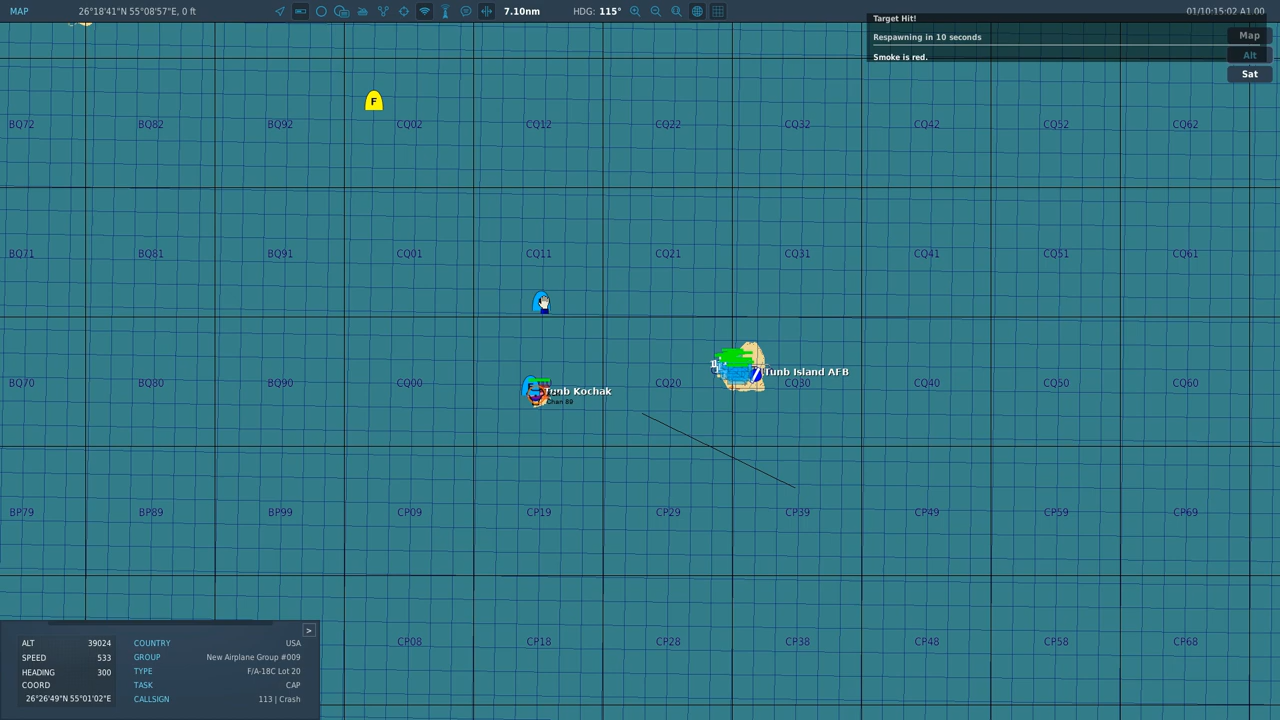 MAP 26°18'41"N 55°08'57"E, 0 ft 7.10nm HDG: 115° 01/10:15:02 A1.00
Target Hit!
Respawning in 10 seconds
Smoke is red.
Map
Alt
Sat
F
BQ72 BQ82 BQ92 CQ02 CQ12 CQ22 CQ32 CQ42 CQ52 CQ62
BQ71 BQ81 BQ91 CQ01 CQ11 CQ21 CQ31 CQ41 CQ51 CQ61
Tunb Island AFB
BQ70 BQ80 BQ90 CQ00 CQ20 CQ30 CQ40 CQ50 CQ60
F Tunb Kochak
Chan 89
BP79 BP89 BP99 CP09 CP19 CP29 CP39 CP49 CP59 CP69
CP08 CP18 CP28 CP38 CP48 CP58 CP68
>
ALT 39024 COUNTRY USA
SPEED 533 GROUP New Airplane Group #009
HEADING 300 TYPE F/A-18C Lot 20
COORD TASK CAP
26°26'49"N 55°01'02"E CALLSIGN 113 | Crash